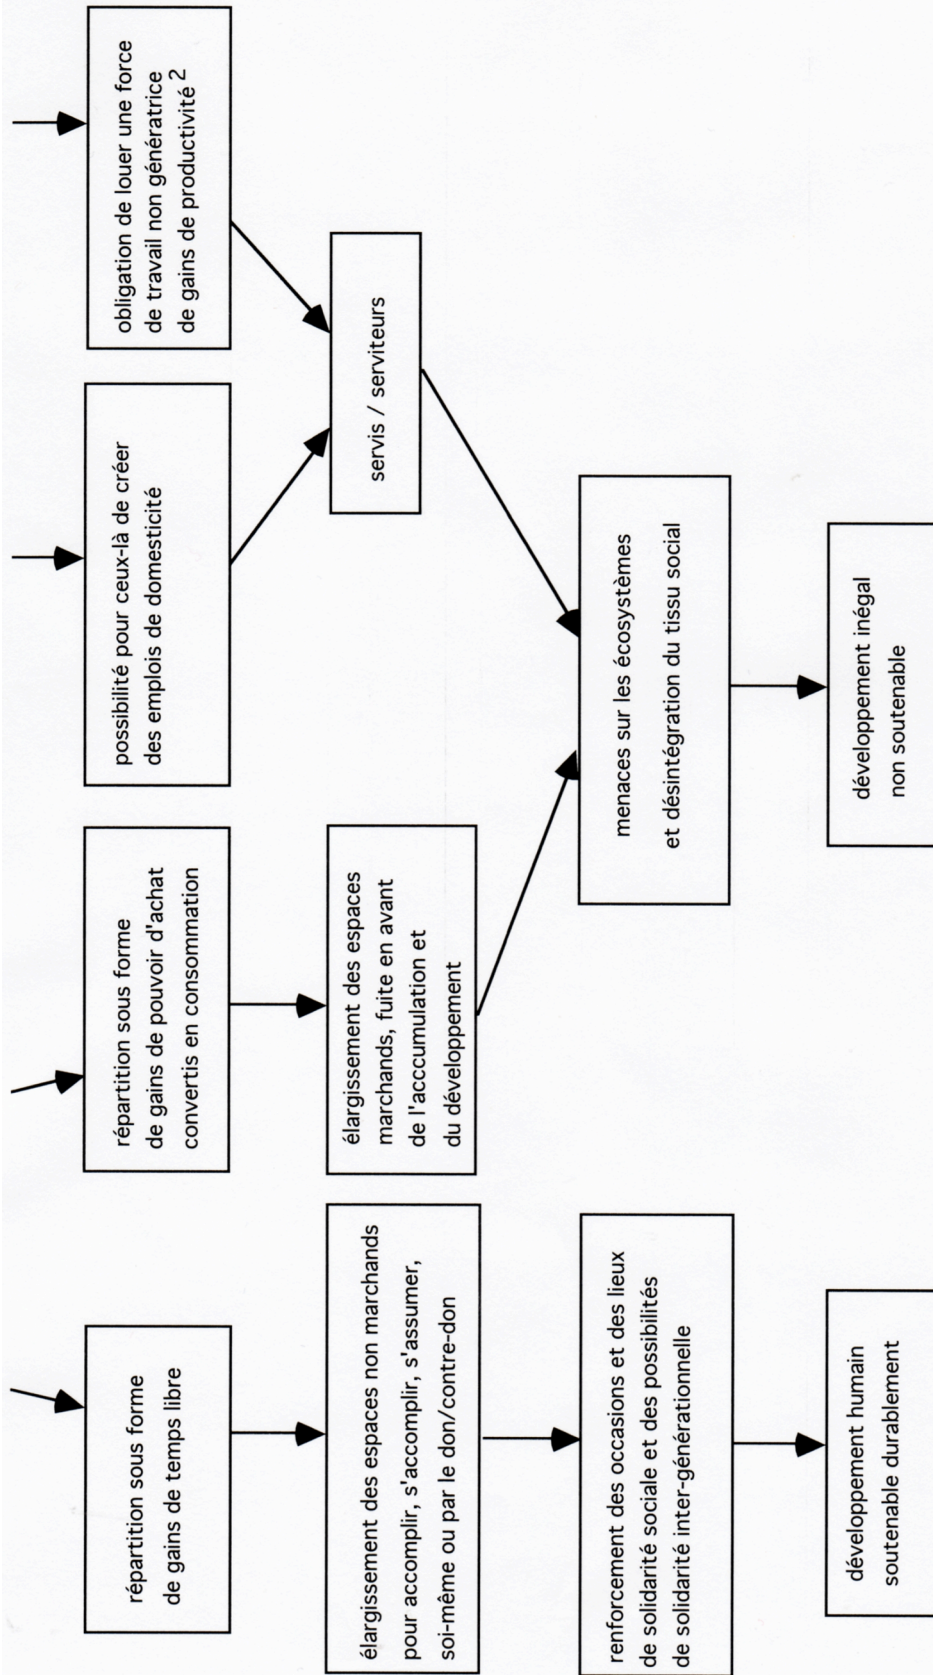 répartition sous forme
de gains de temps libre
répartition sous forme
de gains de pouvoir d'achat
convertis en consommation
possibilité pour ceux-là de créer
des emplois de domesticité
obligation de louer une force
de travail non génératrice
de gains de productivité 2
élargissement des espaces non marchands
pour accomplir, s'accomplir, s'assumer,
soi-même ou par le don/contre-don
élargissement des espaces
marchands, fuite en avant
de l'acccumulation et
du développement
servis / serviteurs
renforcement des occasions et des lieux
de solidarité sociale et des possibilités
de solidarité inter-générationnelle
menaces sur les écosystèmes
et désintégration du tissu social
développement humain
soutenable durablement
développement inégal
non soutenable